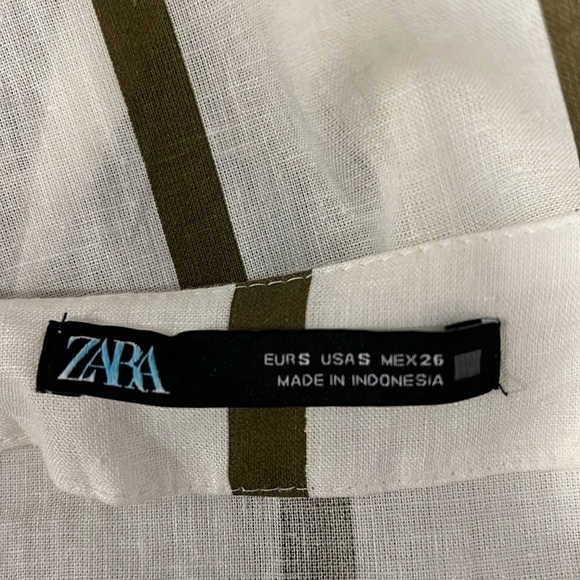 ZARA
EUR S USA S MEX 26
MADE IN INDONESIA